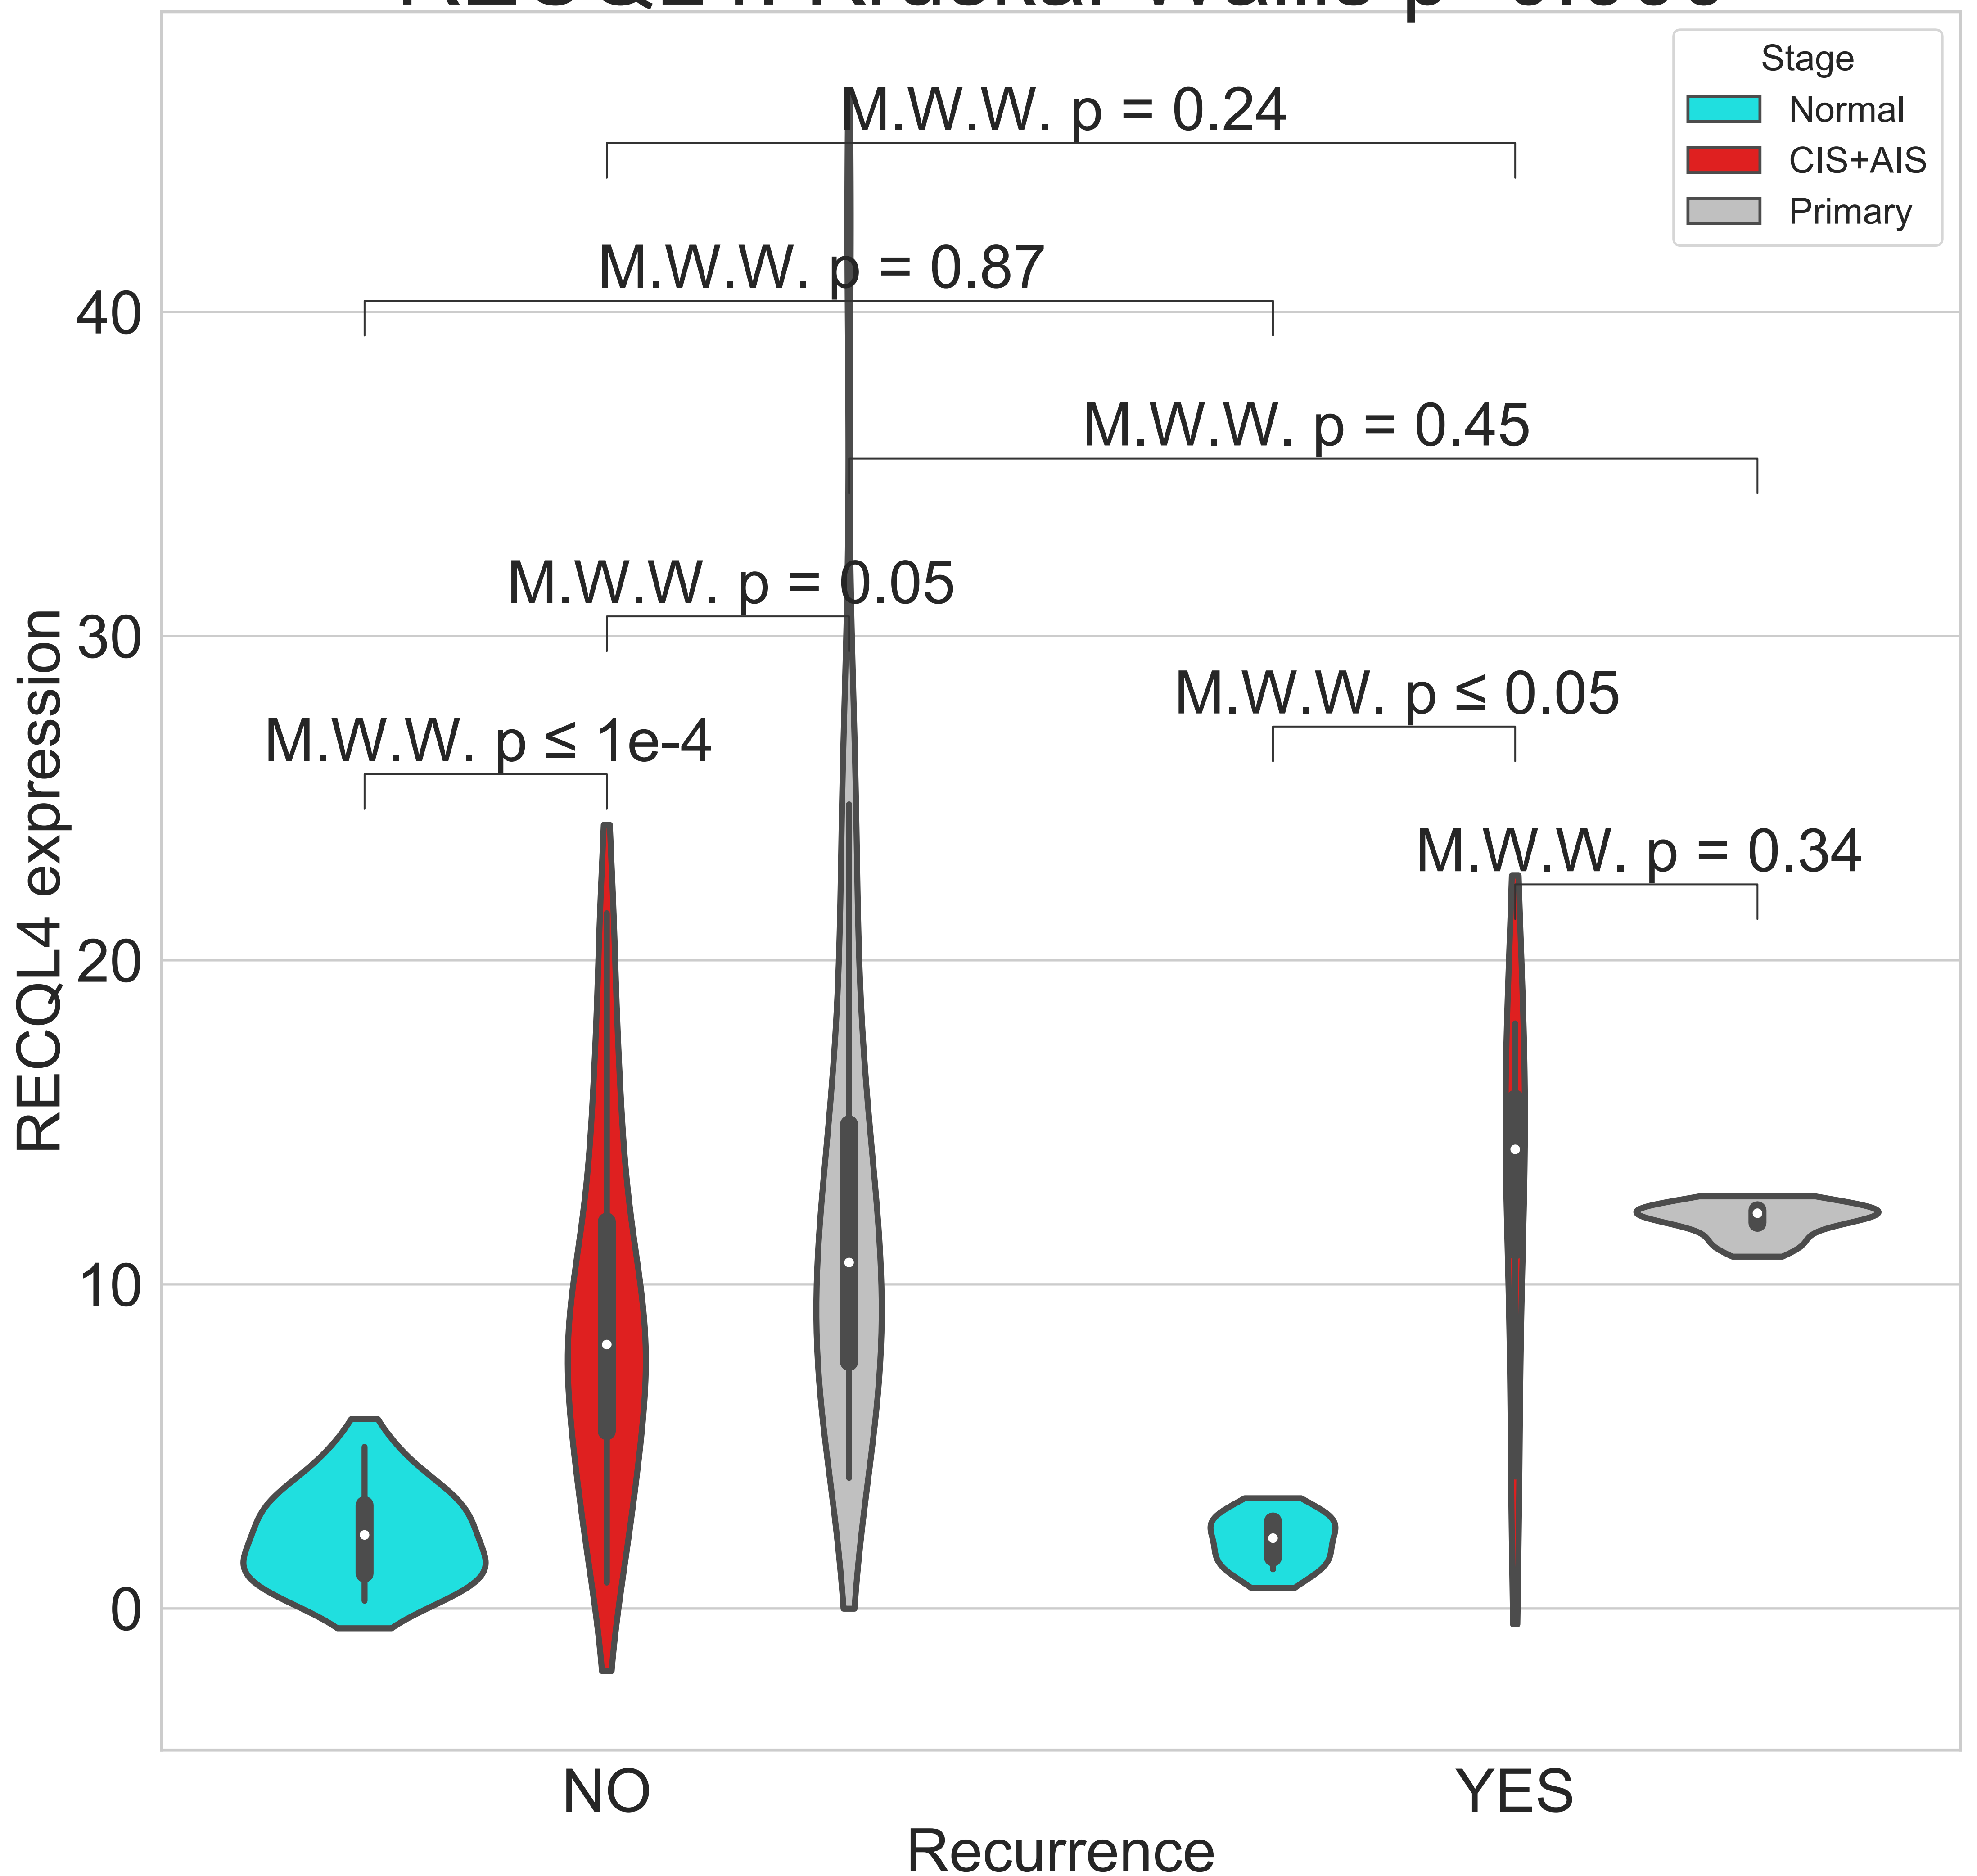 Stage
Normal
CIS+AIS
Primary
M.W.W. p = 0.24
M.W.W. p = 0.87
M.W.W. p = 0.45
M.W.W. p = 0.05
M.W.W. p ≤ 0.05
M.W.W. p ≤ 1e-4
M.W.W. p = 0.34
40
30
20
10
0
RECQL4 expression
NO
YES
Recurrence